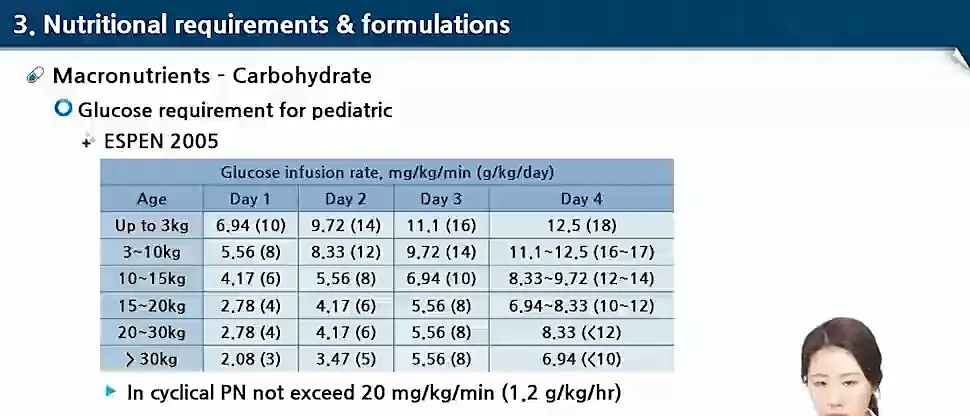 3. Nutritional requirements & formulations
Macronutrients - Carbohydrate
Glucose requirement for pediatric
ESPEN 2005
Glucose infusion rate, mg/kg/min (g/kg/day)
Age Day 1 Day 2 Day 3 Day 4
Up to 3kg 6.94 (10) 9.72 (14) 11.1 (16) 12.5 (18)
3~10kg 5.56 (8) 8.33 (12) 9.72 (14) 11.1~12.5 (16~17)
10~15kg 4.17 (6) 5.56 (8) 6.94 (10) 8.33~9.72 (12~14)
15~20kg 2.78 (4) 4.17 (6) 5.56 (8) 6.94~8.33 (10~12)
20~30kg 2.78 (4) 4.17 (6) 5.56 (8) 8.33 (<12)
> 30kg 2.08 (3) 3.47 (5) 5.56 (8) 6.94 (<10)
In cyclical PN not exceed 20 mg/kg/min (1.2 g/kg/hr)